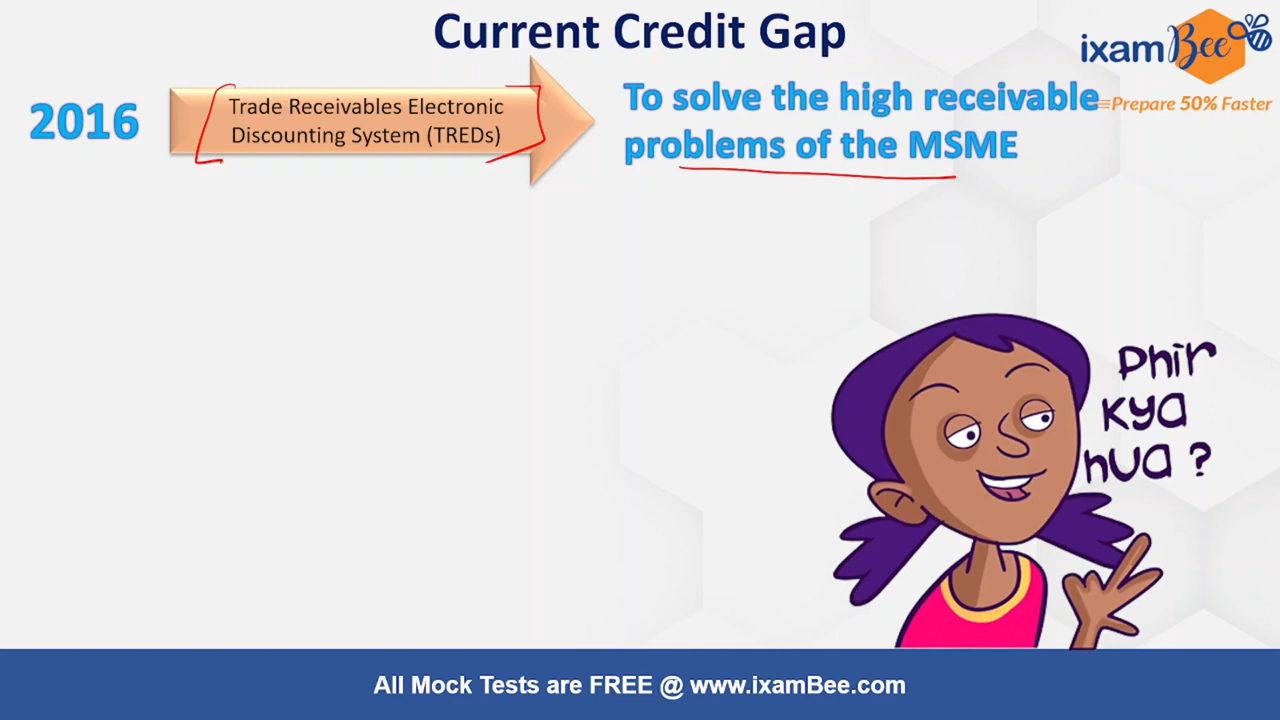 Current Credit Gap
ixamBee
Prepare 50% Faster
2016
Trade Receivables Electronic
Discounting System (TREDs)
To solve the high receivable
problems of the MSME
Phir
kya
hua ?
All Mock Tests are FREE @ www.ixamBee.com